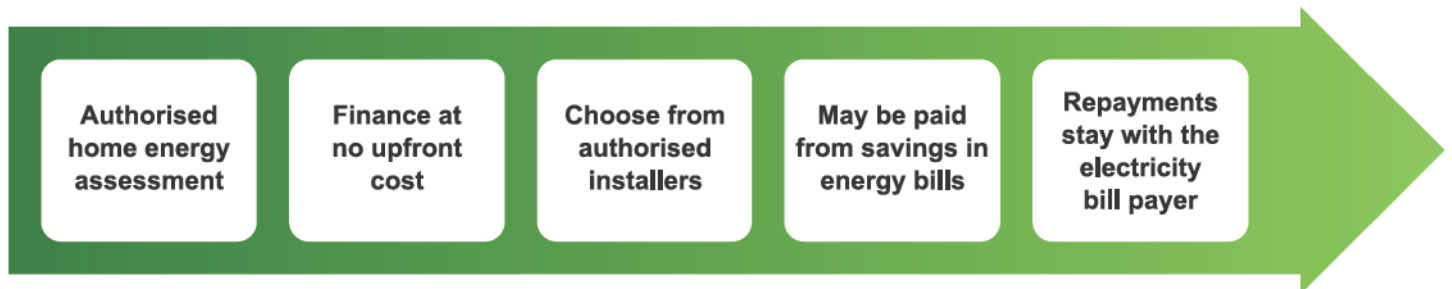 Authorised
home energy
assessment
Finance at
no upfront
cost
Choose from
authorised
installers
May be paid
from savings in
energy bills
Repayments
stay with the
electricity
bill payer